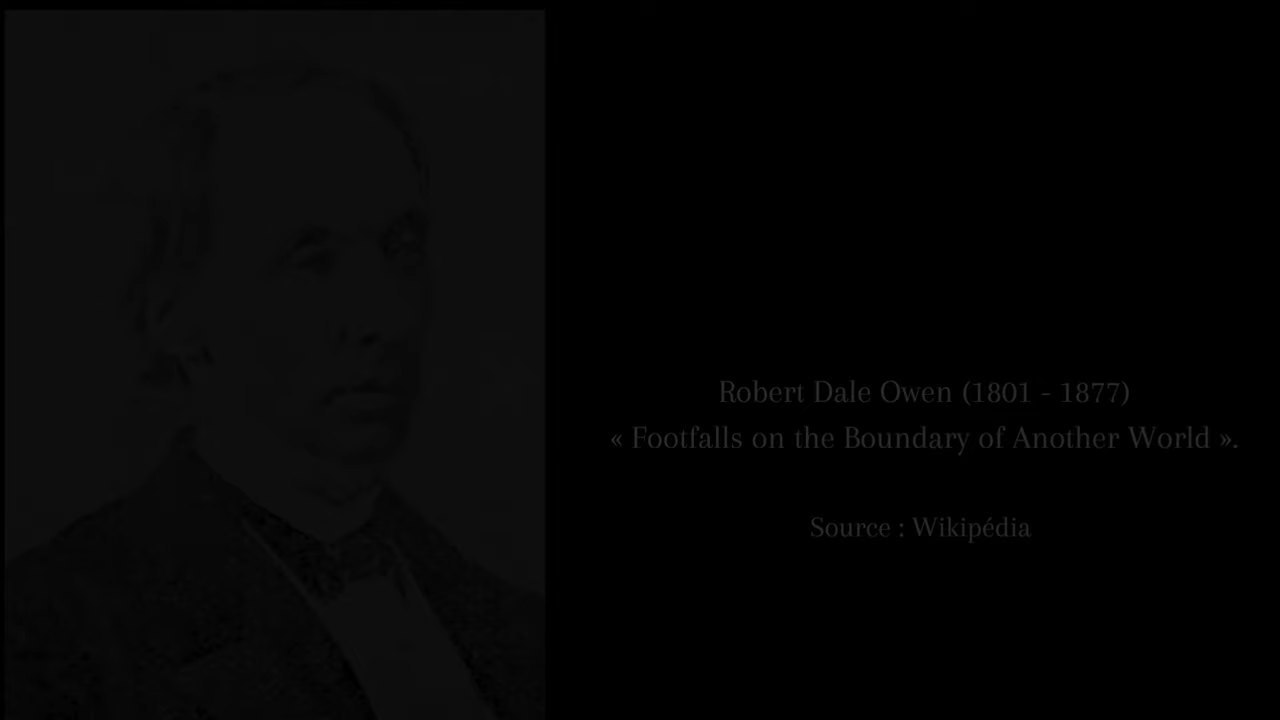 Robert Dale Owen (1801 - 1877)
« Footfalls on the Boundary of Another World ».
Source : Wikipédia